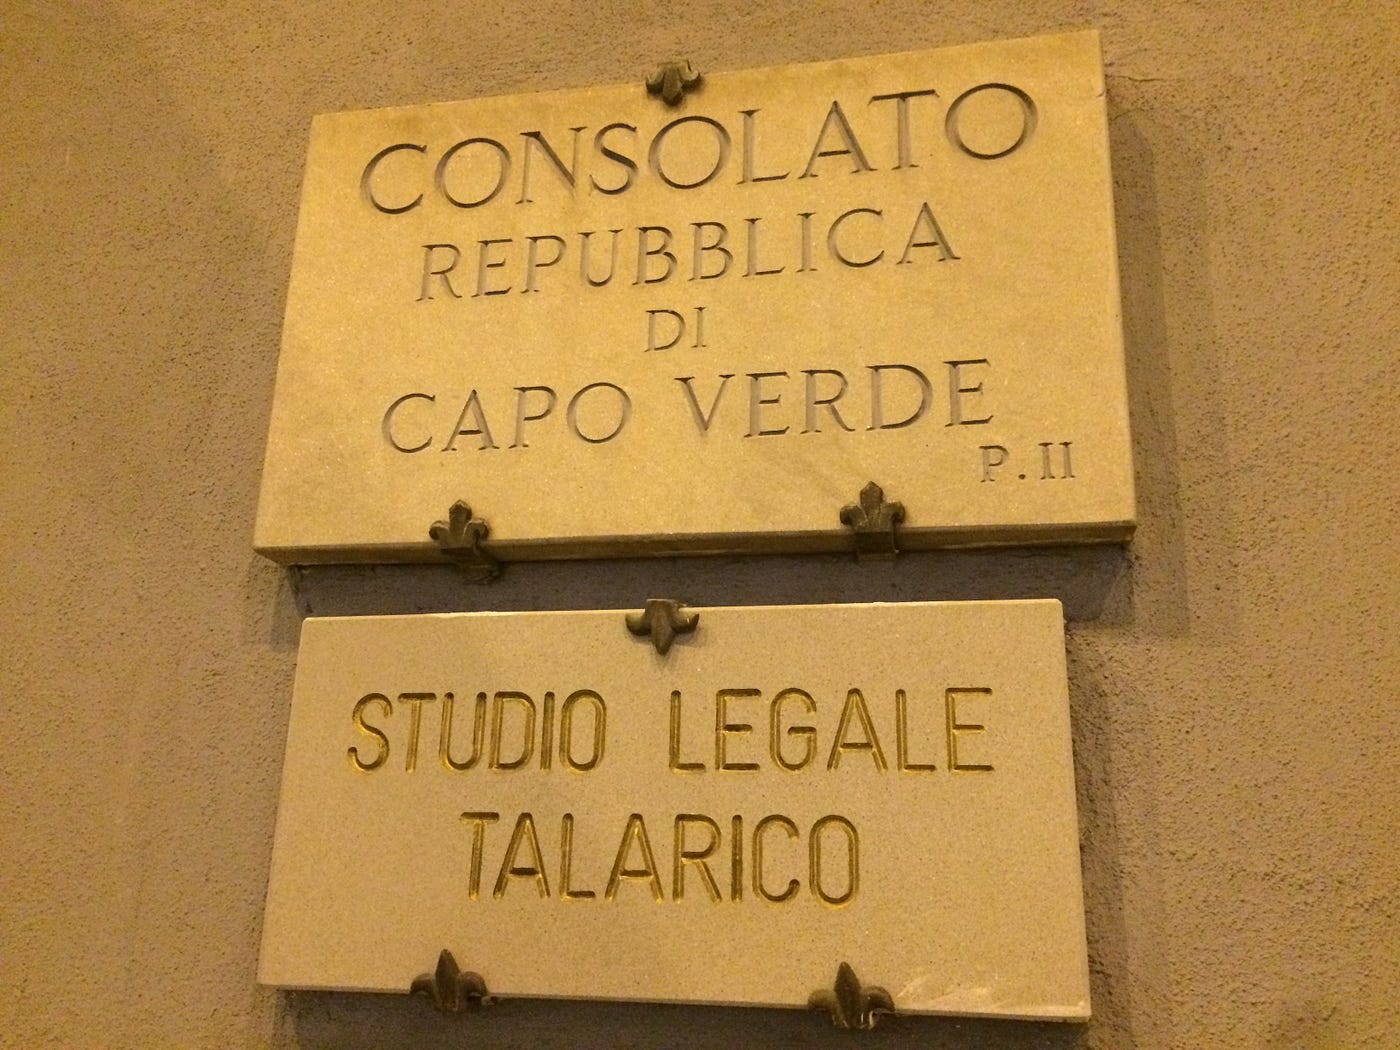 CONSOLATO
REPUBBLICA
DI
CAPO VERDE
P.II
STUDIO LEGALE
TALARICO